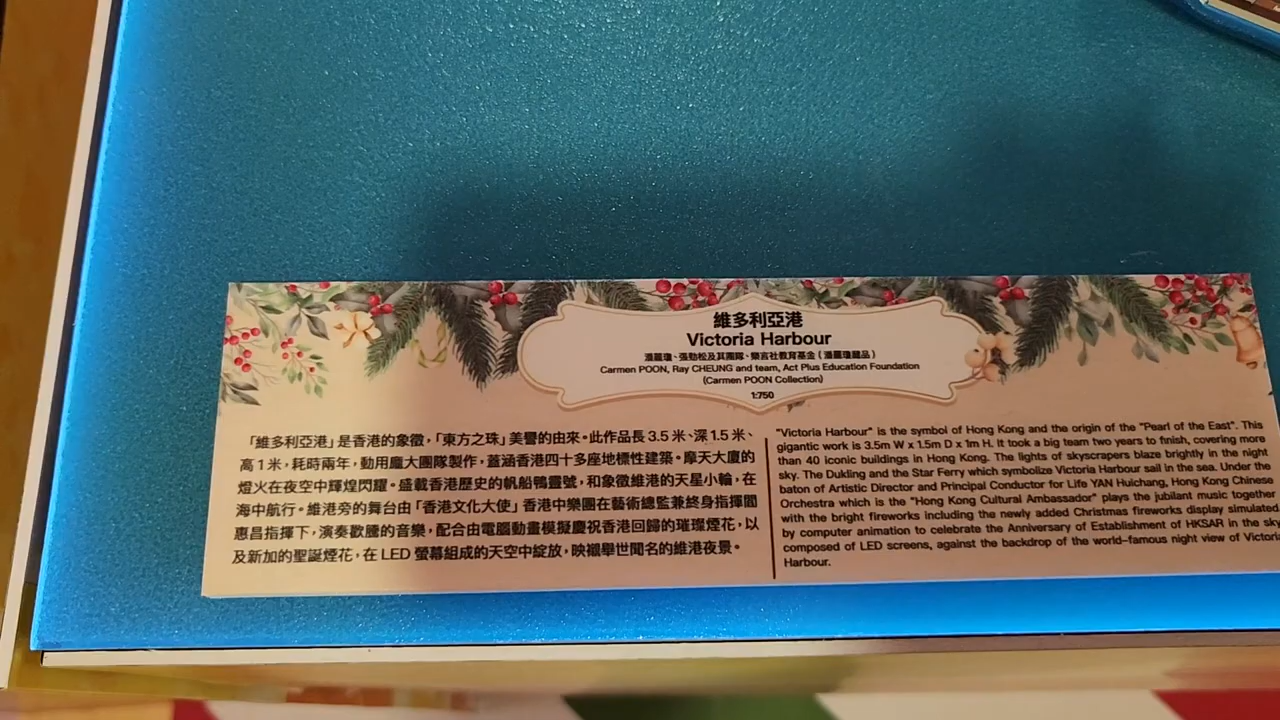 維多利亞港
Victoria Harbour
潘麗瓊、張勁松及其團隊、榮言社教育基金（潘麗瓊藏品）
Carmen POON, Ray CHEUNG and team, Act Plus Education Foundation
(Carmen POON Collection)
1:750
「維多利亞港」是香港的象徵，「東方之珠」美譽的由來。此作品長 3.5 米、深 1.5 米、
高 1 米，耗時兩年，動用龐大團隊製作，蓋涵香港四十多座地標性建築。摩天大廈的
燈火在夜空中輝煌閃耀。盛載香港歷史的帆船鴨靈號，和象徵維港的天星小輪，在
海中航行。維港旁的舞台由「香港文化大使」香港中樂團在藝術總監兼終身指揮閻
惠昌指揮下，演奏歡騰的音樂，配合由電腦動畫模擬慶祝香港回歸的璀璨煙花，以
及新加的聖誕煙花，在 LED 螢幕組成的天空中綻放，映襯舉世聞名的維港夜景。
"Victoria Harbour" is the symbol of Hong Kong and the origin of the "Pearl of the East". This
gigantic work is 3.5m W x 1.5m D x 1m H. It took a big team two years to finish, covering more
than 40 iconic buildings in Hong Kong. The lights of skyscrapers blaze brightly in the night
sky. The Dukling and the Star Ferry which symbolize Victoria Harbour sail in the sea. Under the
baton of Artistic Director and Principal Conductor for Life YAN Huichang, Hong Kong Chinese
Orchestra which is the "Hong Kong Cultural Ambassador" plays the jubilant music together
with the bright fireworks including the newly added Christmas fireworks display simulated
by computer animation to celebrate the Anniversary of Establishment of HKSAR in the sky
composed of LED screens, against the backdrop of the world-famous night view of Victoria
Harbour.